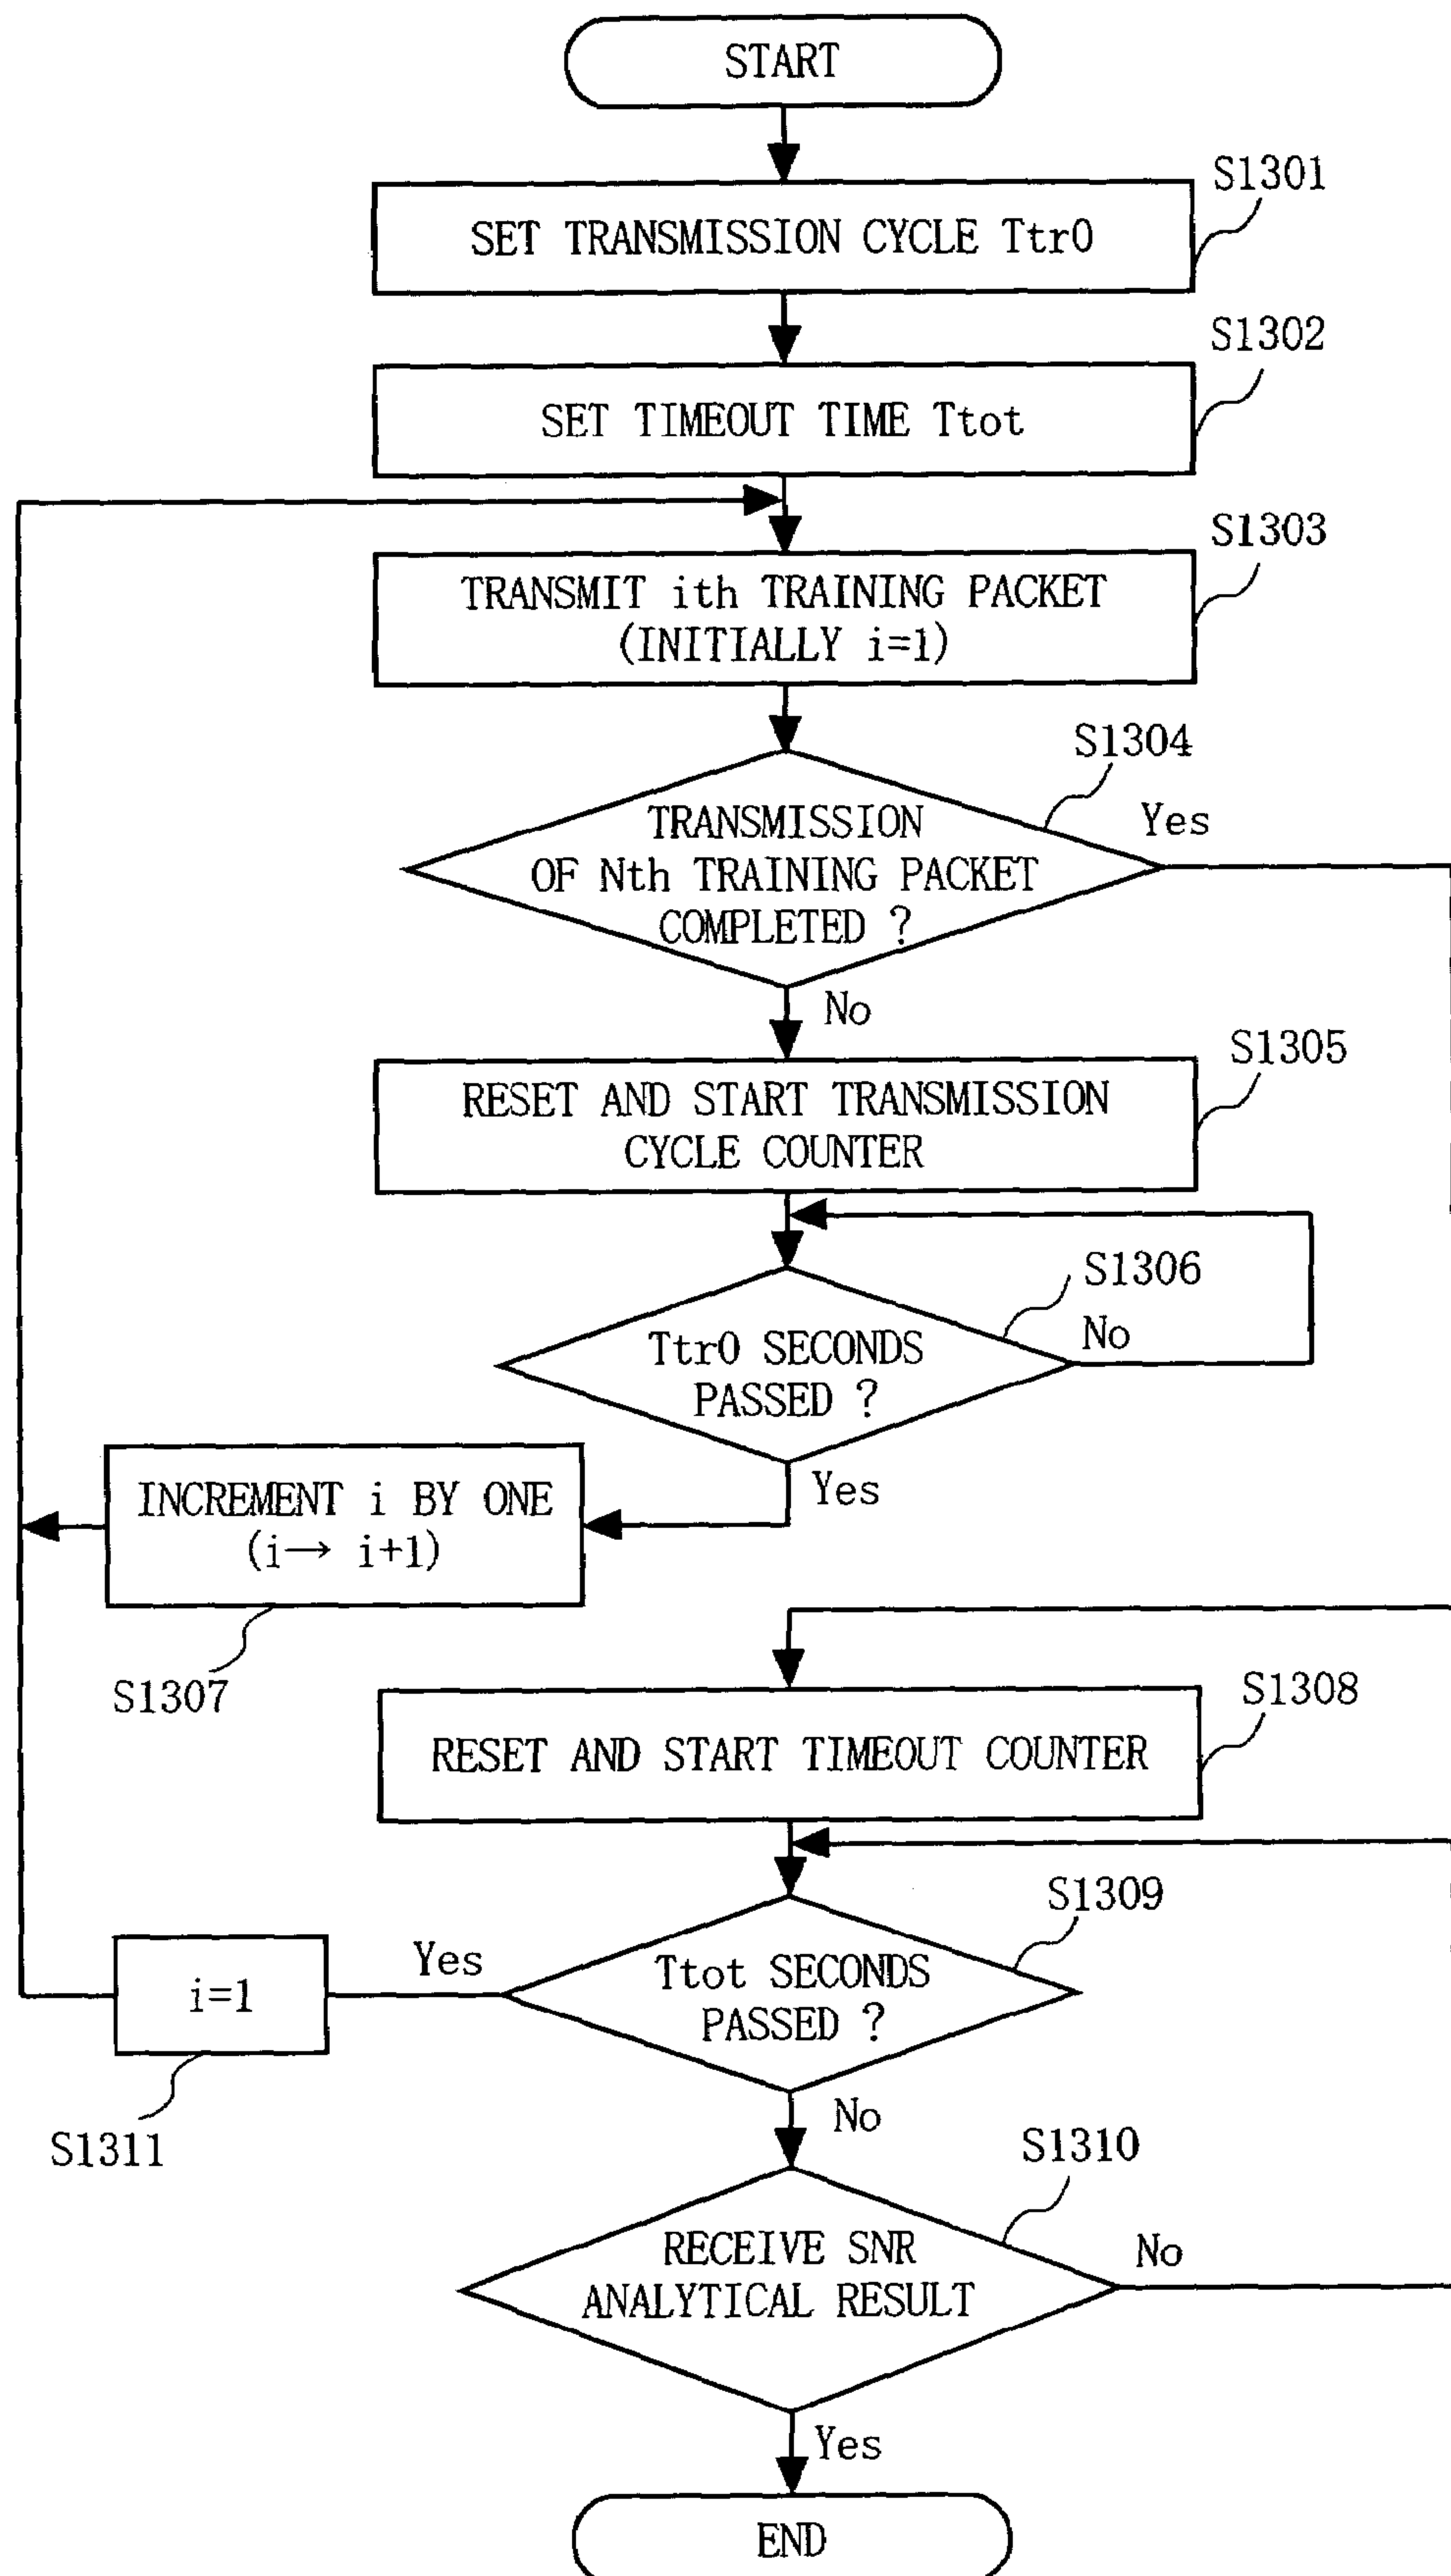 START
S1301
SET TRANSMISSION CYCLE Ttr0
S1302
SET TIMEOUT TIME Ttot
S1303
TRANSMIT ith TRAINING PACKET
(INITIALLY i=1)
S1304
TRANSMISSION
OF Nth TRAINING PACKET
COMPLETED ?
Yes
No
S1305
RESET AND START TRANSMISSION
CYCLE COUNTER
S1306
Ttr0 SECONDS
PASSED ?
No
Yes
INCREMENT i BY ONE
(i→ i+1)
S1307
S1308
RESET AND START TIMEOUT COUNTER
S1309
Ttot SECONDS
PASSED ?
Yes
i=1
S1311
No
S1310
RECEIVE SNR
ANALYTICAL RESULT
No
Yes
END